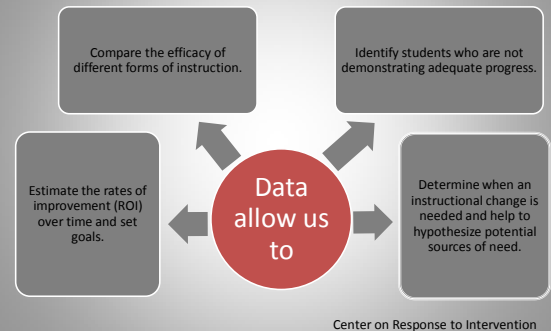 Compare the efficacy of
different forms of instruction.
Identify students who are not
demonstrating adequate progress.
Estimate the rates of
improvement (ROI)
over time and set
goals.
Data
allow us
to
Determine when an
instructional change is
needed and help to
hypothesize potential
sources of need.
Center on Response to Intervention